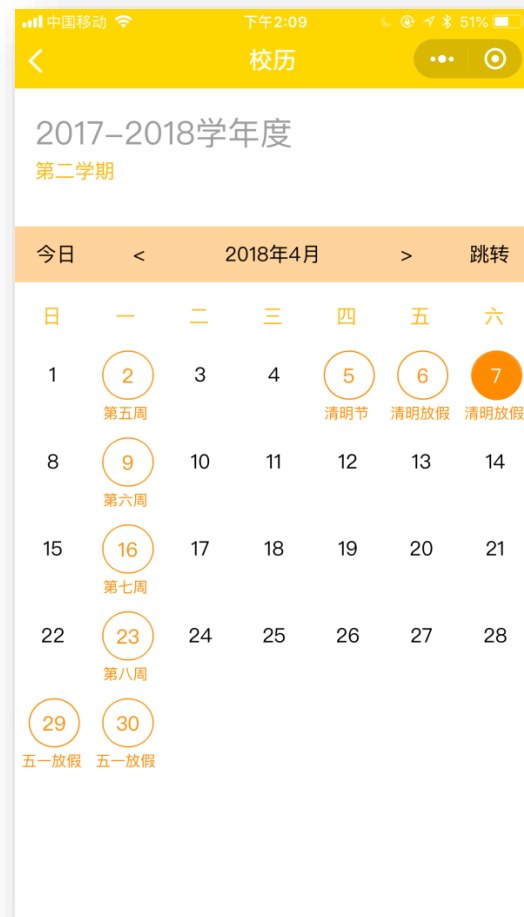 中国移动 下午2:09 51%
校历
2017-2018学年度
第二学期
今日 < 2018年4月 > 跳转
日 一 二 三 四 五 六
1 2 3 4 5 6 7
第五周 清明节 清明放假 清明放假
8 9 10 11 12 13 14
第六周
15 16 17 18 19 20 21
第七周
22 23 24 25 26 27 28
第八周
29 30
五一放假 五一放假